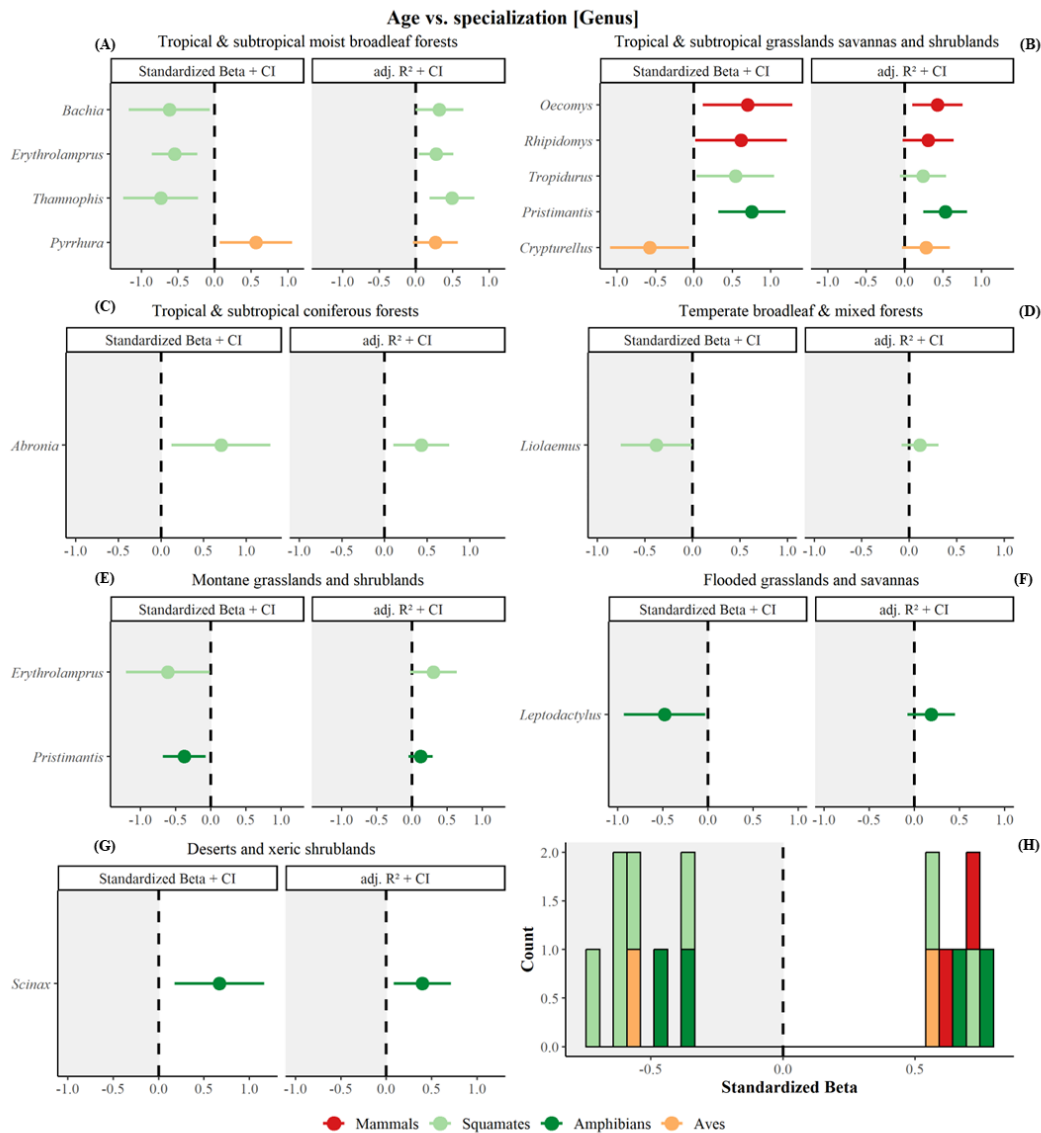 Age vs. specialization [Genus]
(A) Tropical & subtropical moist broadleaf forests
Standardized Beta + CI adj. R² + CI
Bachia
Erythrolamprus
Thamnophis
Pyrrhura
-1.0 -0.5 0.0 0.5 1.0 -1.0 -0.5 0.0 0.5 1.0
Tropical & subtropical grasslands savannas and shrublands (B)
Standardized Beta + CI adj. R² + CI
Oecomys
Rhipidomys
Tropidurus
Pristimantis
Crypturellus
-1.0 -0.5 0.0 0.5 1.0 -1.0 -0.5 0.0 0.5 1.0
(C) Tropical & subtropical coniferous forests
Standardized Beta + CI adj. R² + CI
Abronia
-1.0 -0.5 0.0 0.5 1.0 -1.0 -0.5 0.0 0.5 1.0
Temperate broadleaf & mixed forests (D)
Standardized Beta + CI adj. R² + CI
Liolaemus
-1.0 -0.5 0.0 0.5 1.0 -1.0 -0.5 0.0 0.5 1.0
(E) Montane grasslands and shrublands
Standardized Beta + CI adj. R² + CI
Erythrolamprus
Pristimantis
-1.0 -0.5 0.0 0.5 1.0 -1.0 -0.5 0.0 0.5 1.0
Flooded grasslands and savannas (F)
Standardized Beta + CI adj. R² + CI
Leptodactylus
-1.0 -0.5 0.0 0.5 1.0 -1.0 -0.5 0.0 0.5 1.0
(G) Deserts and xeric shrublands
Standardized Beta + CI adj. R² + CI
Scinax
-1.0 -0.5 0.0 0.5 1.0 -1.0 -0.5 0.0 0.5 1.0
(H)
2.0
1.5
1.0
0.5
0.0
Count
-0.5 0.0 0.5
Standardized Beta
Mammals Squamates Amphibians Aves